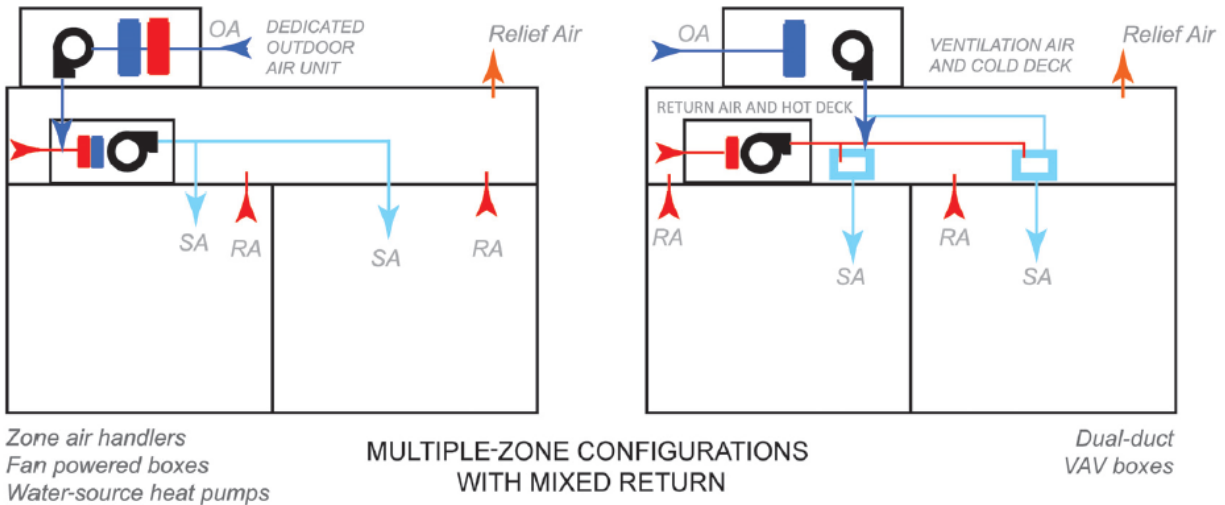 OA
DEDICATED
OUTDOOR
AIR UNIT
Relief Air
SA
RA
SA
RA
Zone air handlers
Fan powered boxes
Water-source heat pumps
MULTIPLE-ZONE CONFIGURATIONS
WITH MIXED RETURN
OA
VENTILATION AIR
AND COLD DECK
Relief Air
RETURN AIR AND HOT DECK
RA
SA
RA
SA
Dual-duct
VAV boxes